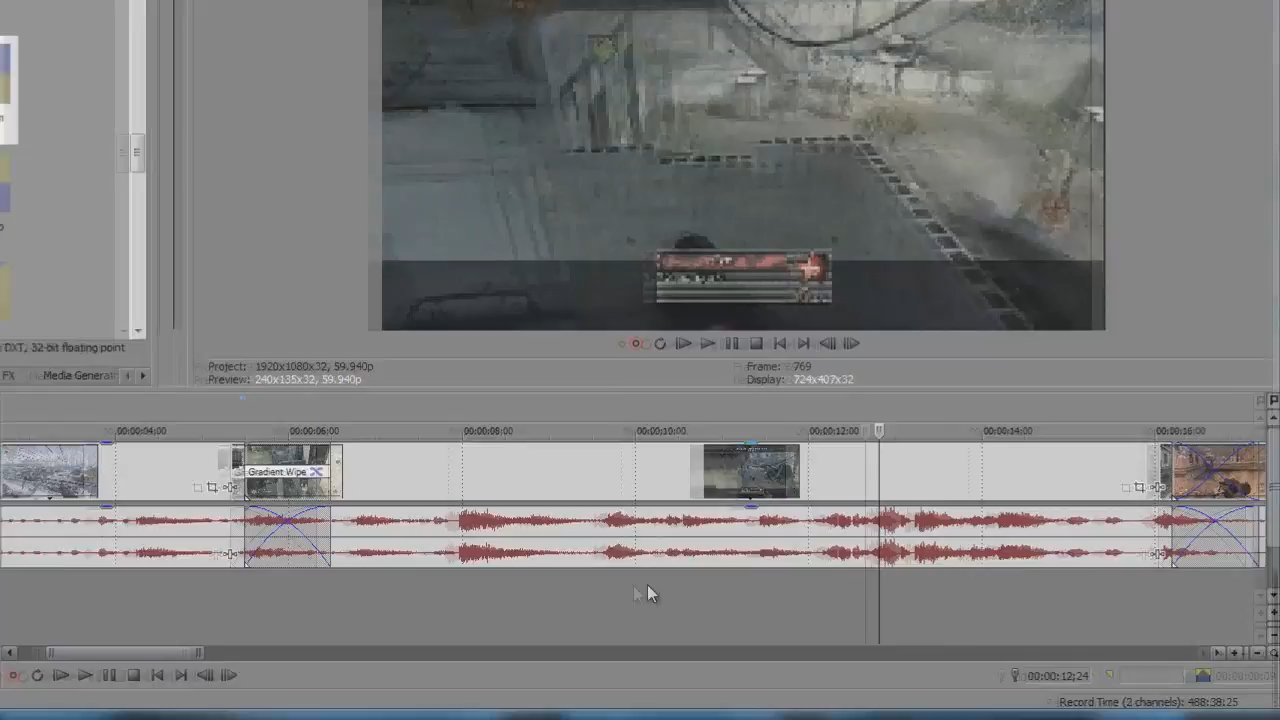 DXT, 32-bit floating point
FX Media Generat
Project: 1920x1080x32, 59.940p
Preview: 240x135x32, 59.940p
Frame: 769
Display: 724x407x32
00:00:04;00
00:00:06;00
00:00:08;00
00:00:10;00
00:00:12;00
00:00:14;00
00:00:16;00
Gradient Wipe
00:00:12;24
Record Time (2 channels): 488:38:25